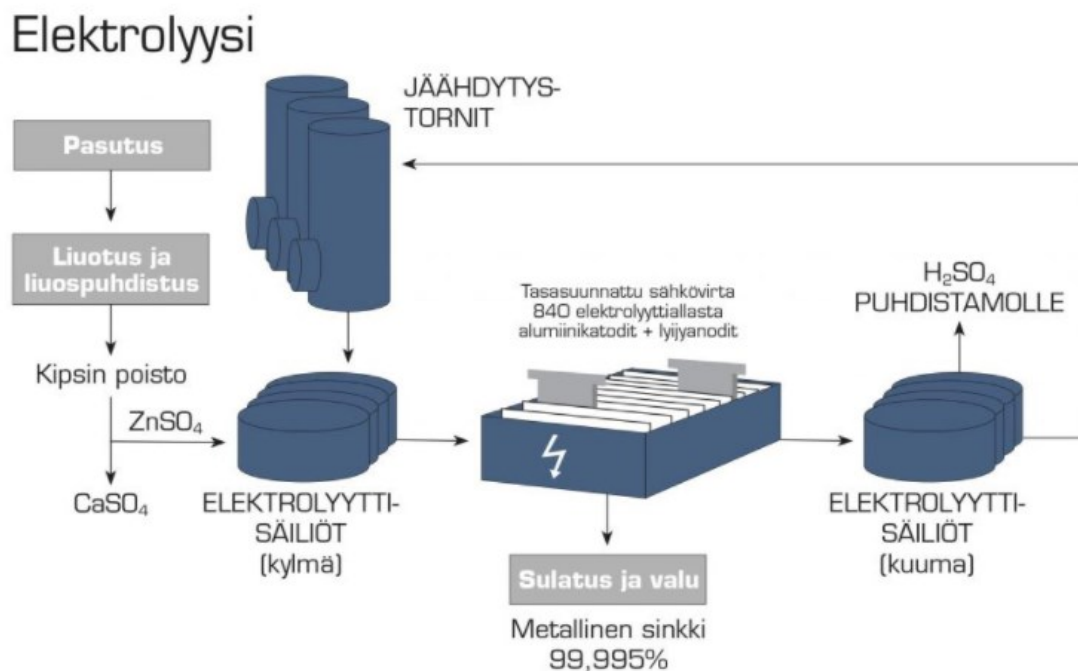 Elektrolyysi
JÄÄHDYTYS-
TORNIT
Pasutus
Liuotus ja
liuospuhdistus
Kipsin poisto
ZnSO₄
CaSO₄
ELEKTROLYYTTI-
SÄILIÖT
(kylmä)
Tasasuunnattu sähkövirta
840 elektrolyyttiallasta
alumiinikatodit + lyijyanodit
Sulatus ja valu
Metallinen sinkki
99,995%
H₂SO₄
PUHDISTAMOLLE
ELEKTROLYYTTI-
SÄILIÖT
(kuuma)